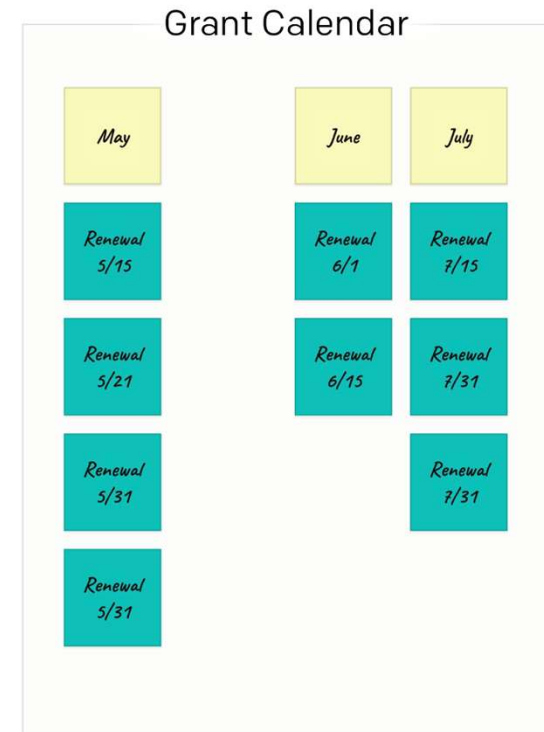 Grant Calendar
May
Renewal
5/15
Renewal
5/21
Renewal
5/31
Renewal
5/31
June
Renewal
6/1
Renewal
6/15
July
Renewal
7/15
Renewal
7/31
Renewal
7/31